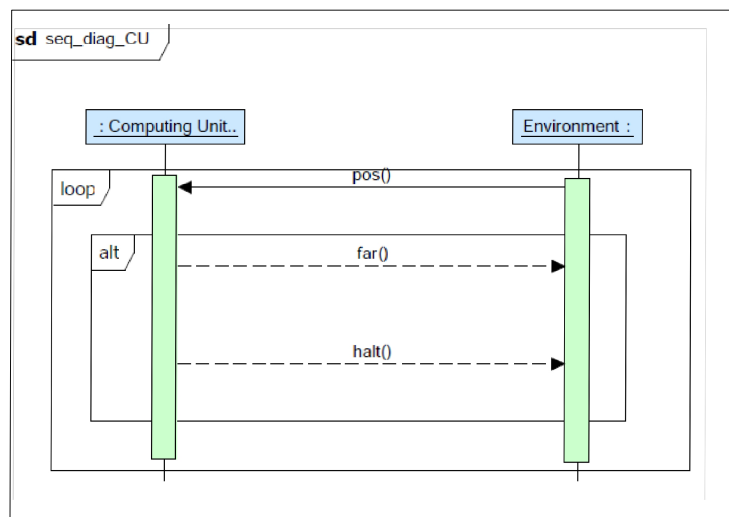 sd seq_diag_CU
: Computing Unit..
Environment :
loop
pos()
alt
far()
halt()